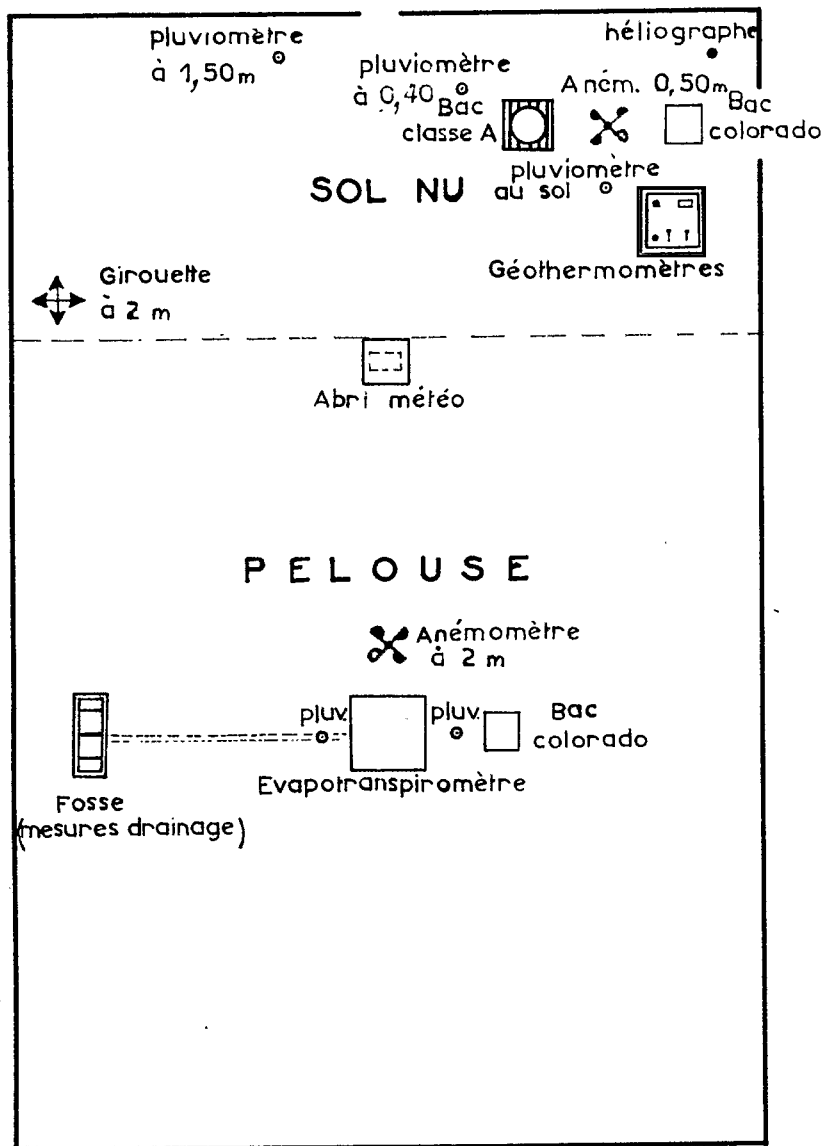 pluviomètre
à 1,50m
héliographe
pluviomètre
à 0,40
Aném. 0,50m
Bac
classe A
Bac
colorado
pluviomètre
au sol
SOL NU
Géothermomètres
Girouette
à 2 m
Abri météo
PELOUSE
Anémomètre
à 2 m
pluv.
pluv.
Bac
colorado
Evapotranspiromètre
Fosse
(mesures drainage)